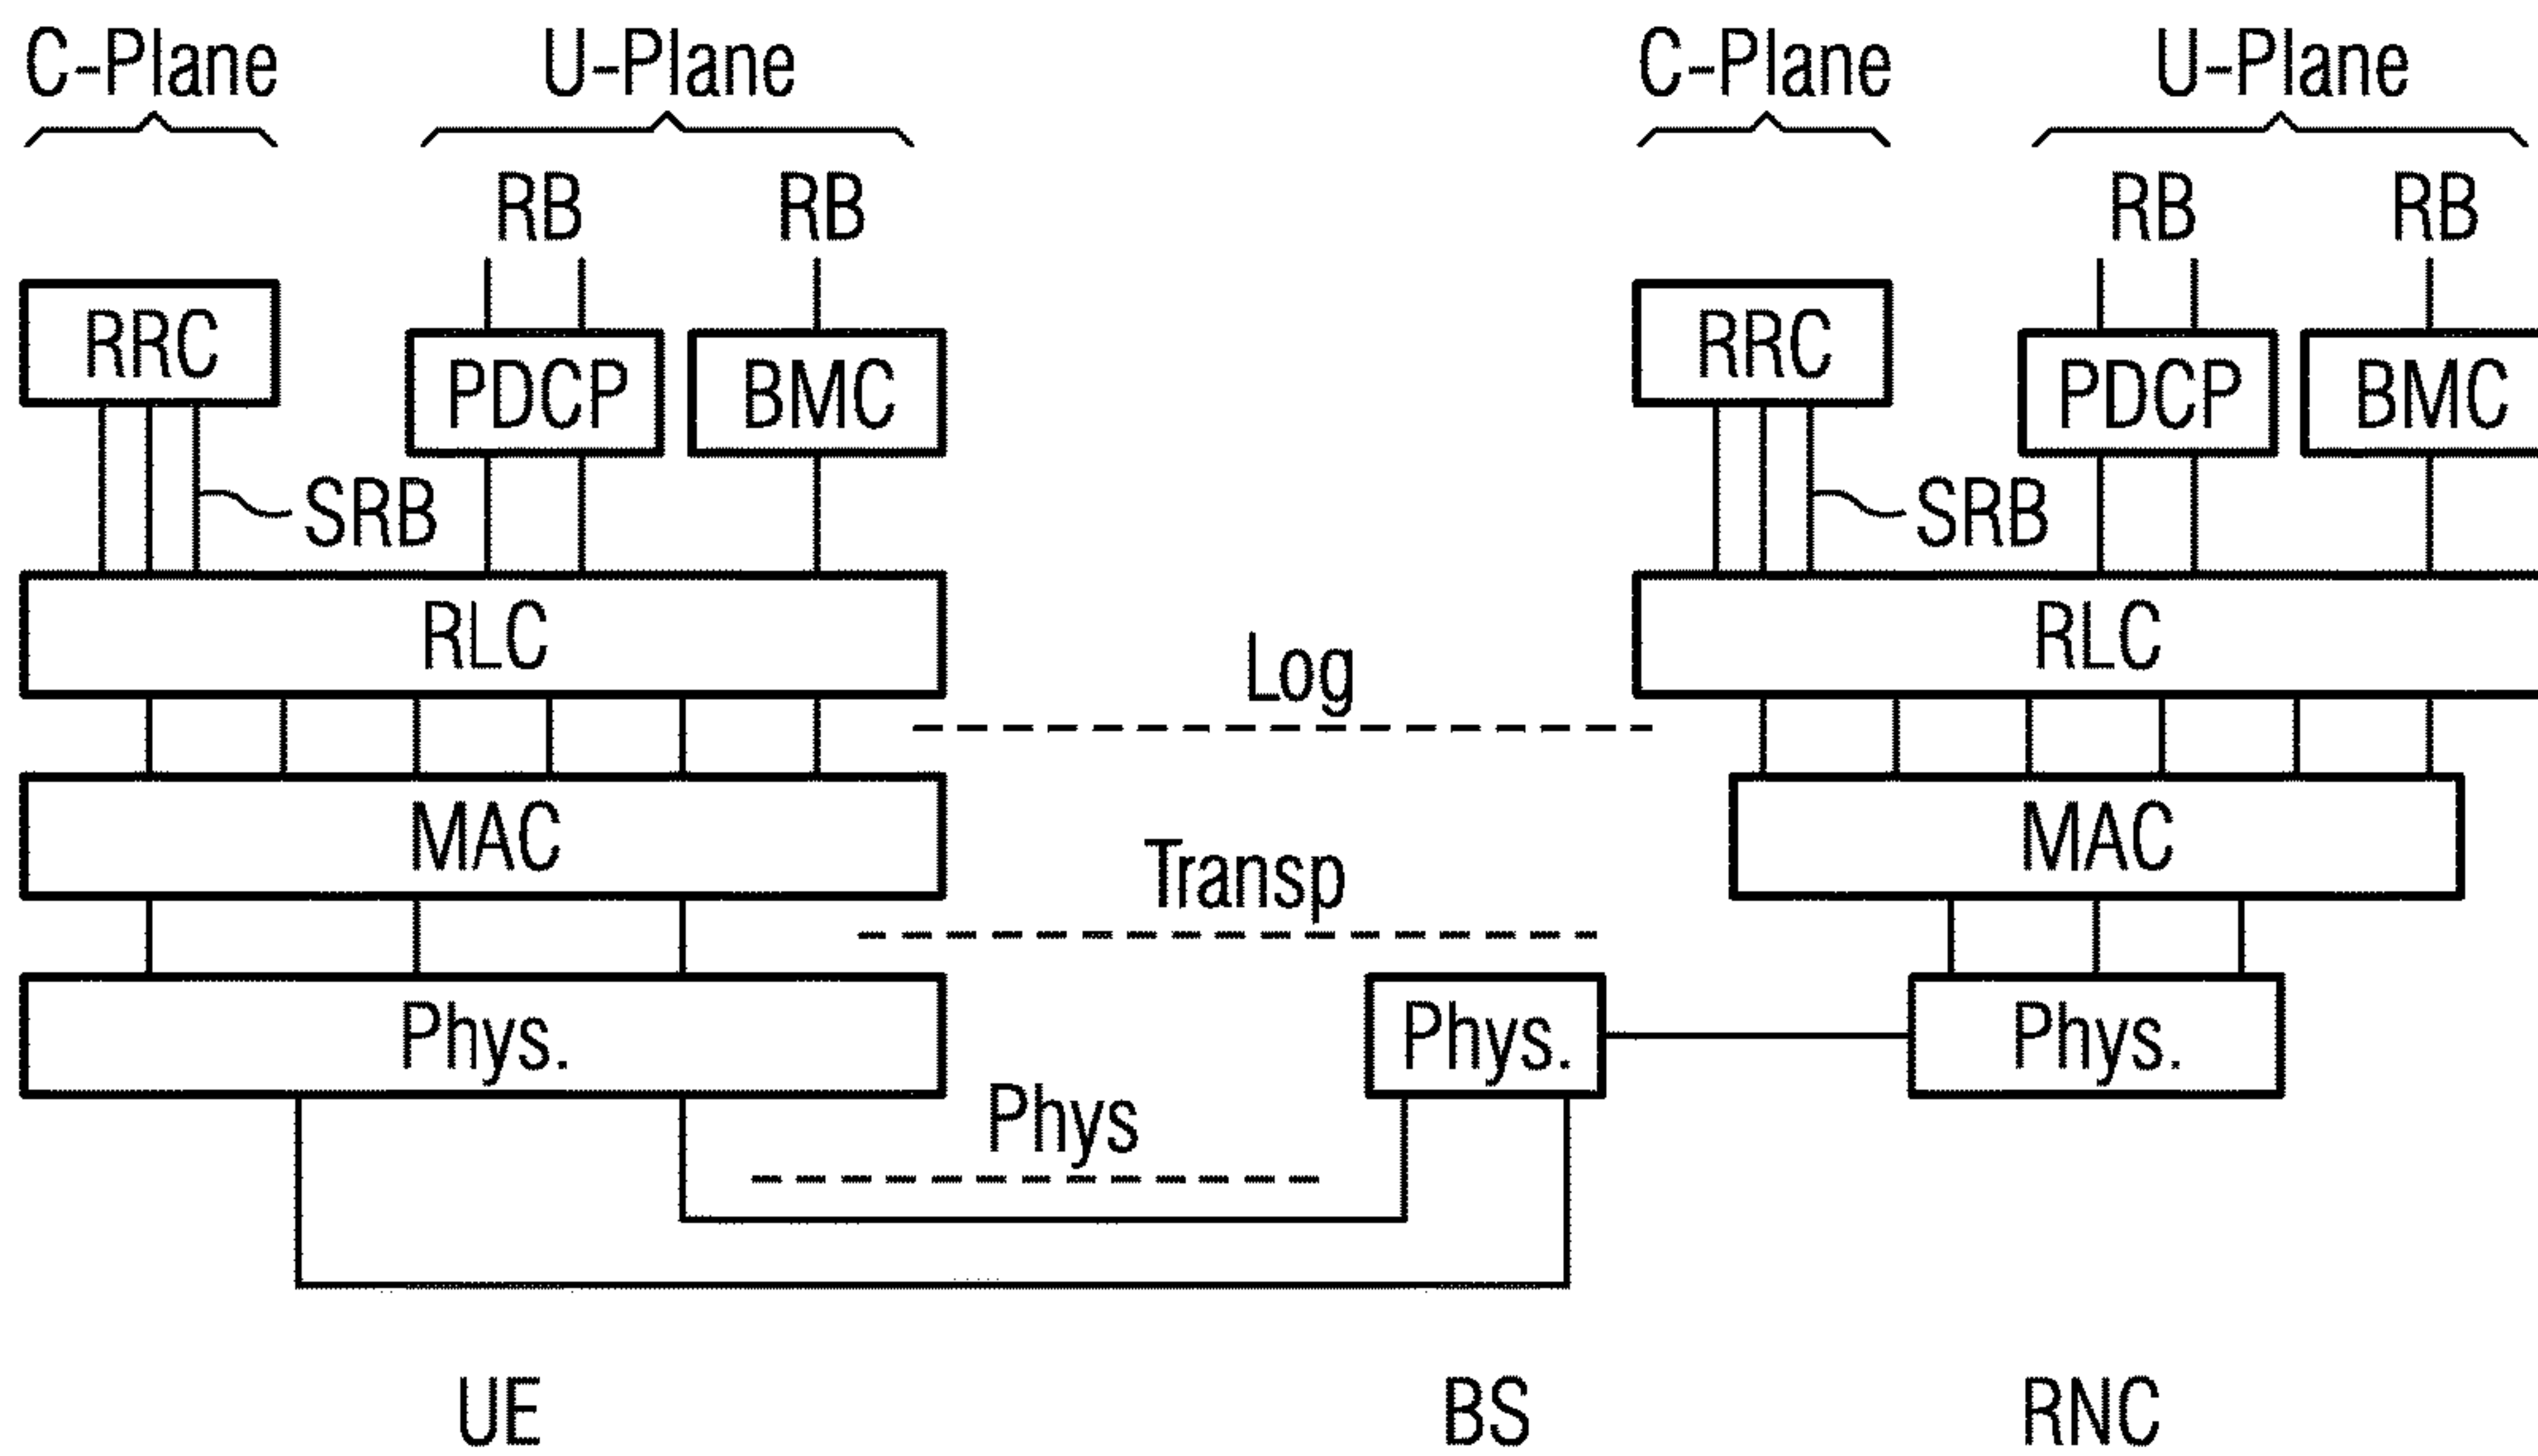 C-Plane U-Plane C-Plane U-Plane
RB RB RB RB
RRC RRC
PDCP BMC PDCP BMC
SRB SRB
RLC RLC
Log
MAC MAC
Transp
Phys. Phys. Phys.
Phys
UE BS RNC